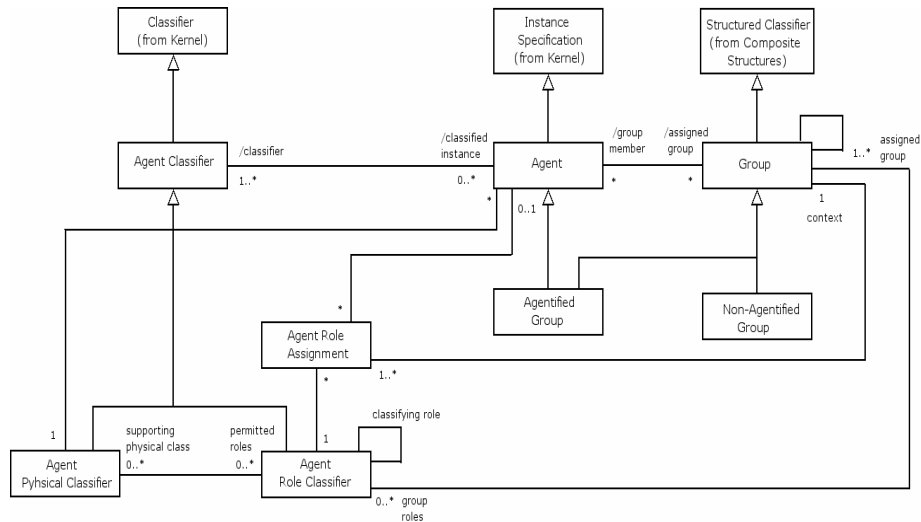 Classifier
(from Kernel)
Instance
Specification
(from Kernel)
Structured Classifier
(from Composite
Structures)
Agent Classifier
/classifier
1..*
/classified
instance
0..*
Agent
*
0..1
/group
member
*
/assigned
group
*
Group
1..*
assigned
group
1
context
Agentified
Group
Non-Agentified
Group
*
Agent Role
Assignment
1..*
*
classifying role
1
supporting
physical class
0..*
permitted
roles
0..*
1
Agent
Pyhsical Classifier
Agent
Role Classifier
0..*
group
roles